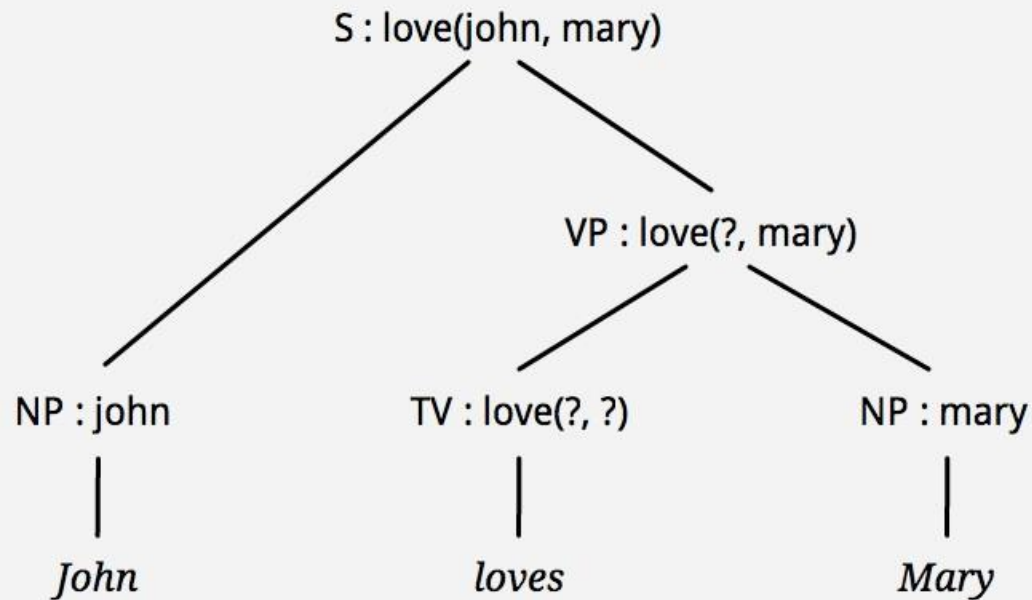 S : love(john, mary)
VP : love(?, mary)
NP : john
TV : love(?, ?)
NP : mary
John
loves
Mary